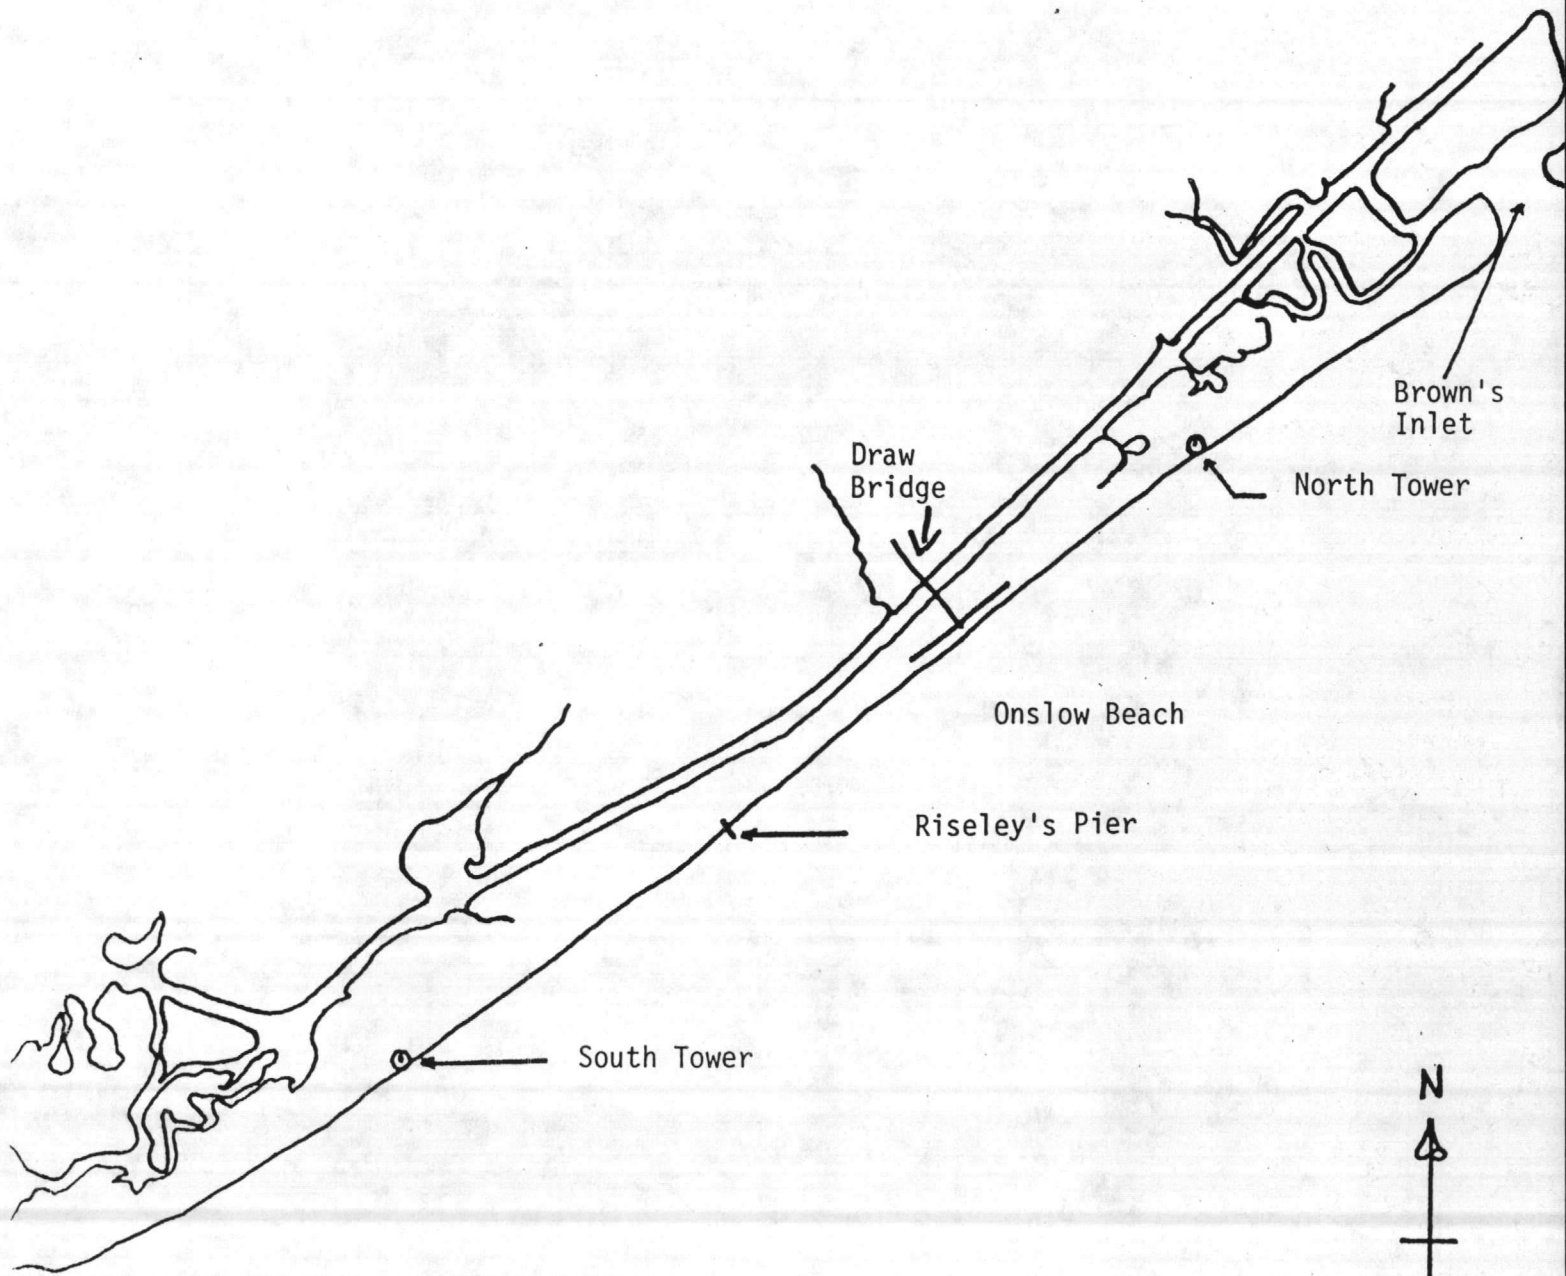 Brown's
Inlet
Draw
Bridge
North Tower
Onslow Beach
Riseley's Pier
South Tower
N